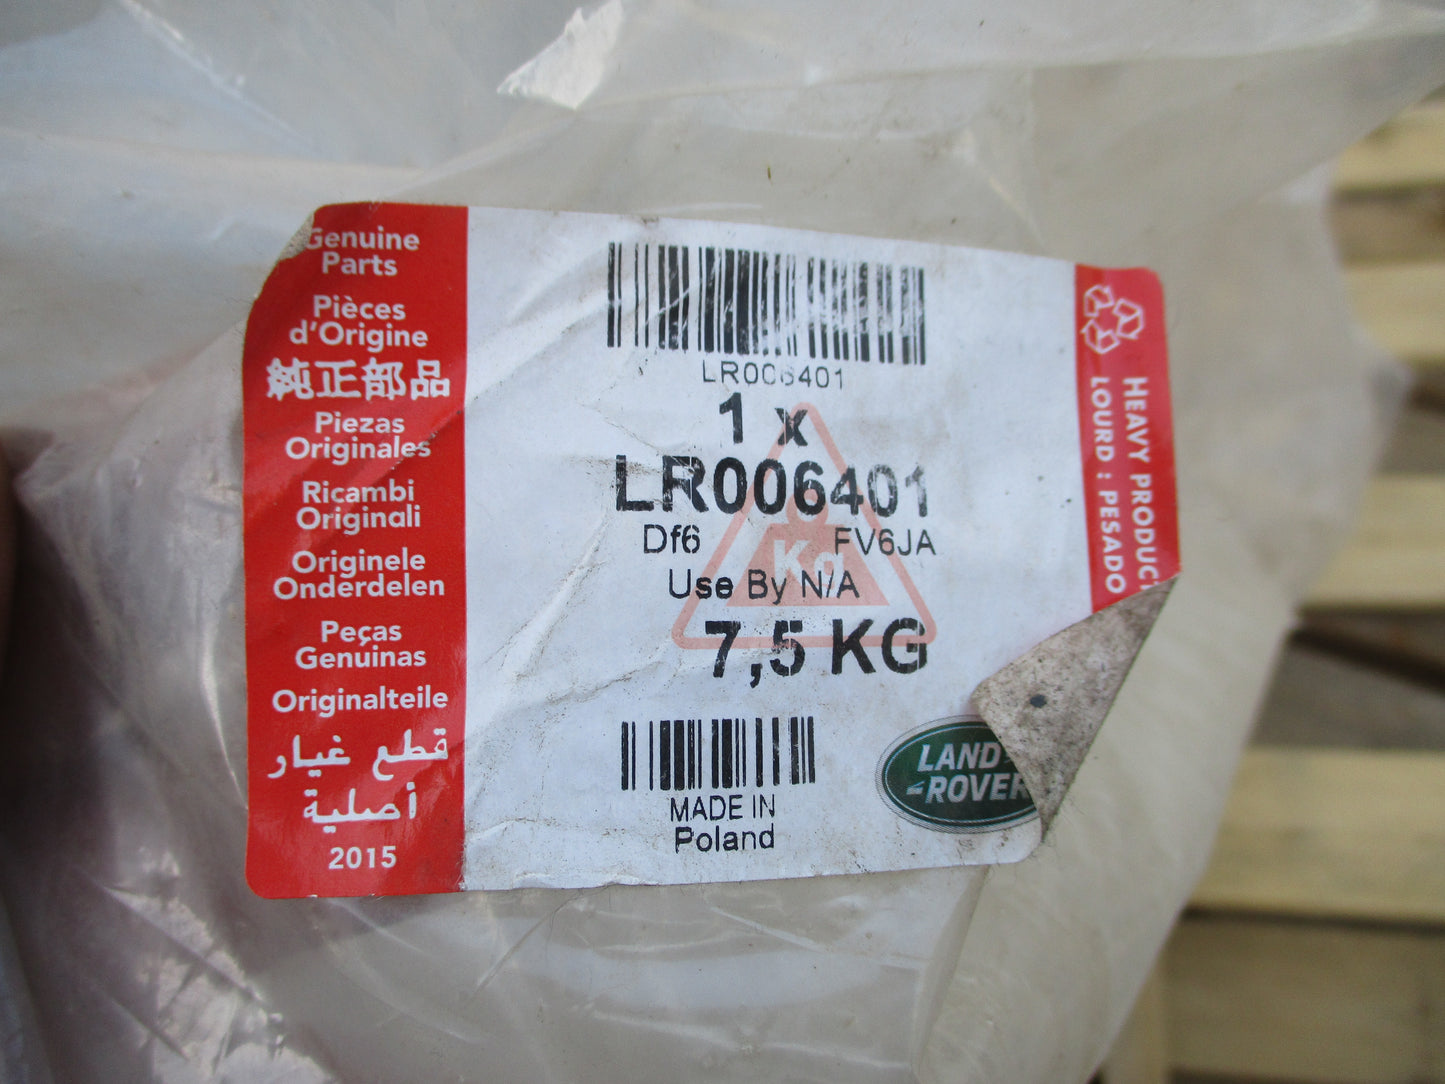 Genuine
Parts
Pièces
d'Origine
純正部品
Piezas
Originales
Ricambi
Originali
Originele
Onderdelen
Peças
Genuinas
Originalteile
قطع غيار
أصلية
2015
LR006401
1 x
LR006401
Df6 FV6JA
Use By N/A
Kg
7,5 KG
MADE IN
Poland
LAND-
-ROVER
HEAVY PRODUCT
LOURD : PESADO